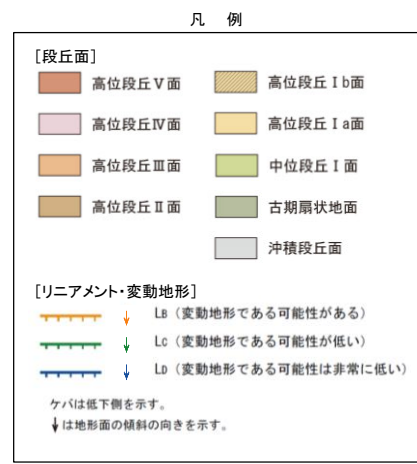 凡 例
[段丘面]
高位段丘Ⅴ面
高位段丘Ⅰb面
高位段丘Ⅳ面
高位段丘Ⅰa面
高位段丘Ⅲ面
中位段丘Ⅰ面
高位段丘Ⅱ面
古期扇状地面
沖積段丘面
[リニアメント・変動地形]
LB (変動地形である可能性がある)
LC (変動地形である可能性が低い)
LD (変動地形である可能性は非常に低い)
ケバは低下側を示す。
↓は地形面の傾斜の向きを示す。